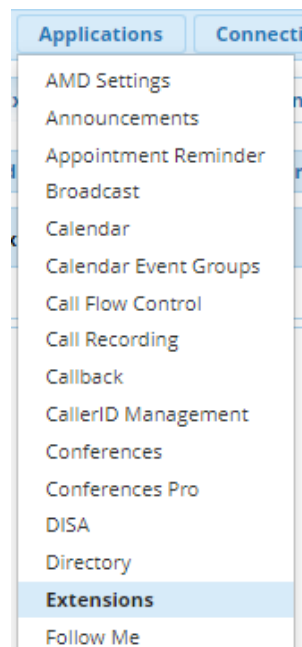 Applications Connecti
AMD Settings
Announcements
Appointment Reminder
Broadcast
Calendar
Calendar Event Groups
Call Flow Control
Call Recording
Callback
CallerID Management
Conferences
Conferences Pro
DISA
Directory
Extensions
Follow Me